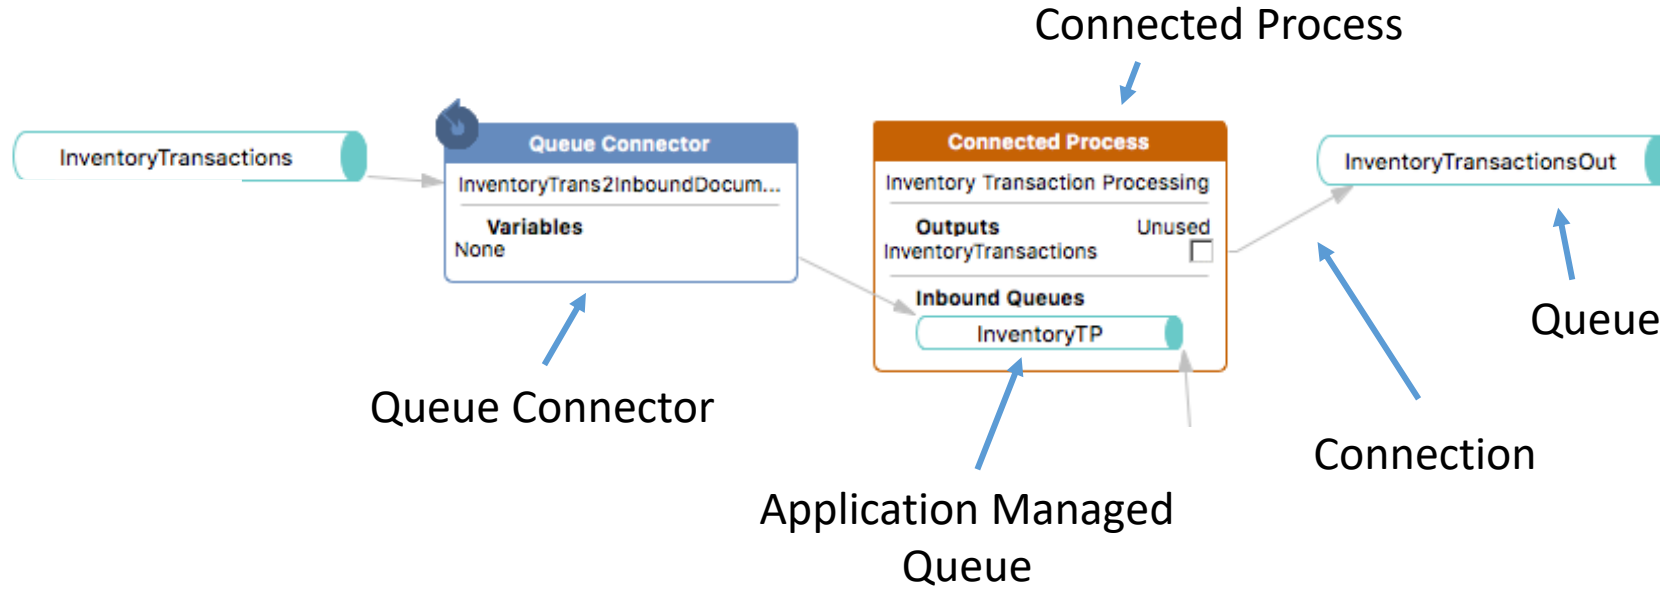 Connected Process
InventoryTransactions
Queue Connector
InventoryTrans2InboundDocum...
Variables
None
Connected Process
Inventory Transaction Processing
Outputs Unused
InventoryTransactions
Inbound Queues
InventoryTP
InventoryTransactionsOut
Queue
Queue Connector
Connection
Application Managed
Queue